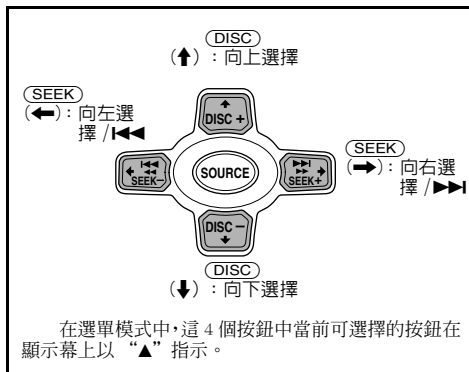 DISC
(↑)：向上選擇
SEEK
(←)：向左選
擇 /⏮
DISC +
SEEK−
SOURCE
SEEK+
DISC −
SEEK
(→)：向右選
擇 /⏭
DISC
(↓)：向下選擇
在選單模式中，這 4 個按鈕中當前可選擇的按鈕在
顯示幕上以 “▲” 指示。